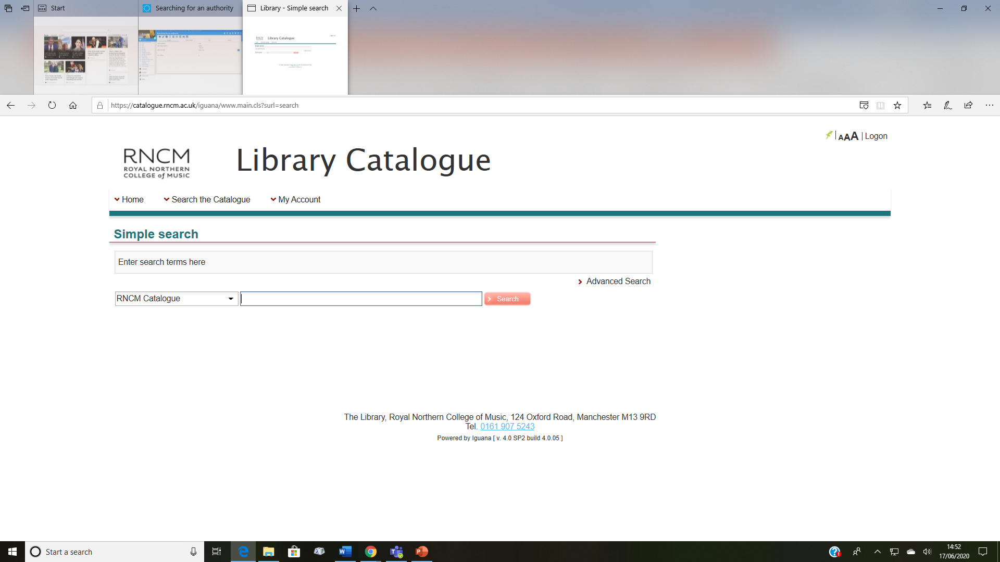 Start
Searching for an authority
Library - Simple search
Library Catalogue
https://catalogue.rncm.ac.uk/iguana/www.main.cls?surl=search
AAA | Logon
RNCM
ROYAL NORTHERN
COLLEGE of MUSIC
Library Catalogue
Home
Search the Catalogue
My Account
Simple search
Enter search terms here
Advanced Search
RNCM Catalogue
Search
The Library, Royal Northern College of Music, 124 Oxford Road, Manchester M13 9RD
Tel. 0161 907 5243
Powered by Iguana [ v. 4.0 SP2 build 4.0.05 ]
Start a search
14:52
17/06/2020